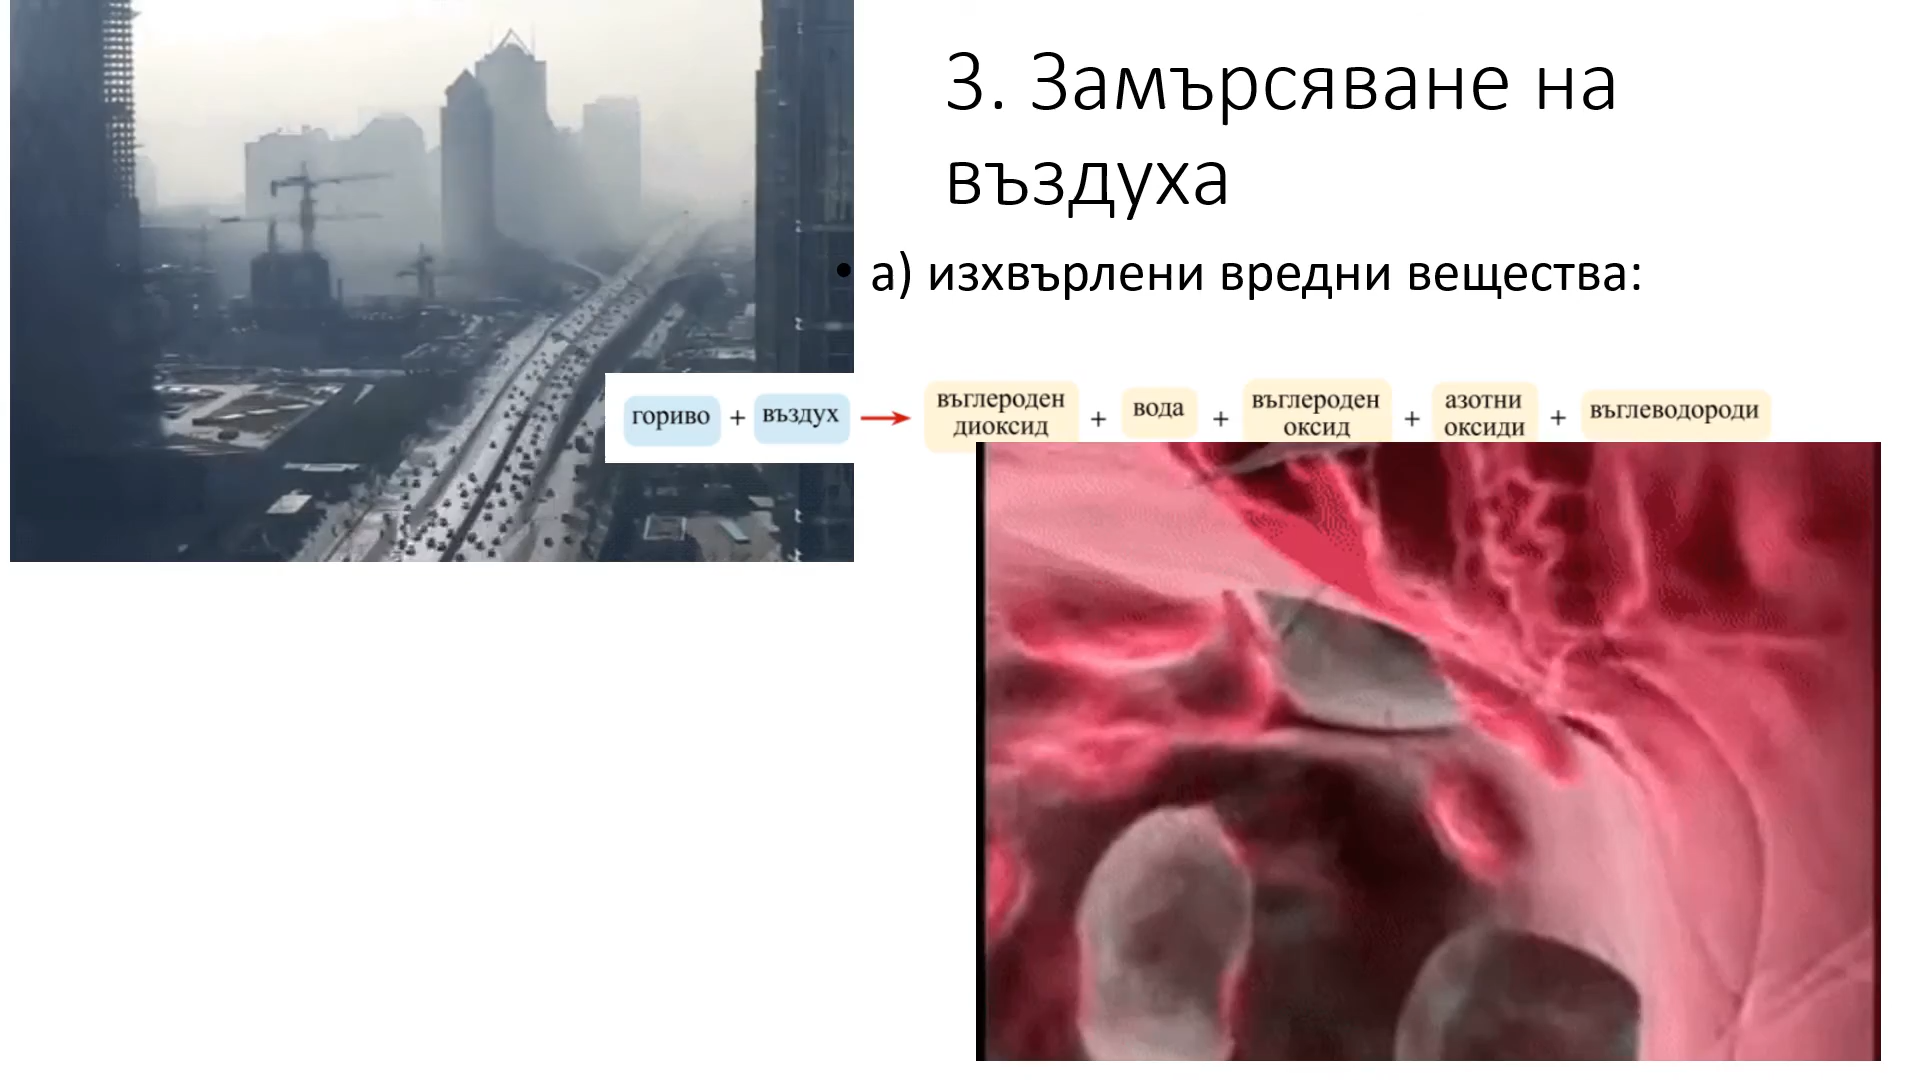 3. Замърсяване на
въздуха
• а) изхвърлени вредни вещества:
гориво + въздух → въглероден диоксид + вода + въглероден оксид + азотни оксиди + въглеводороди